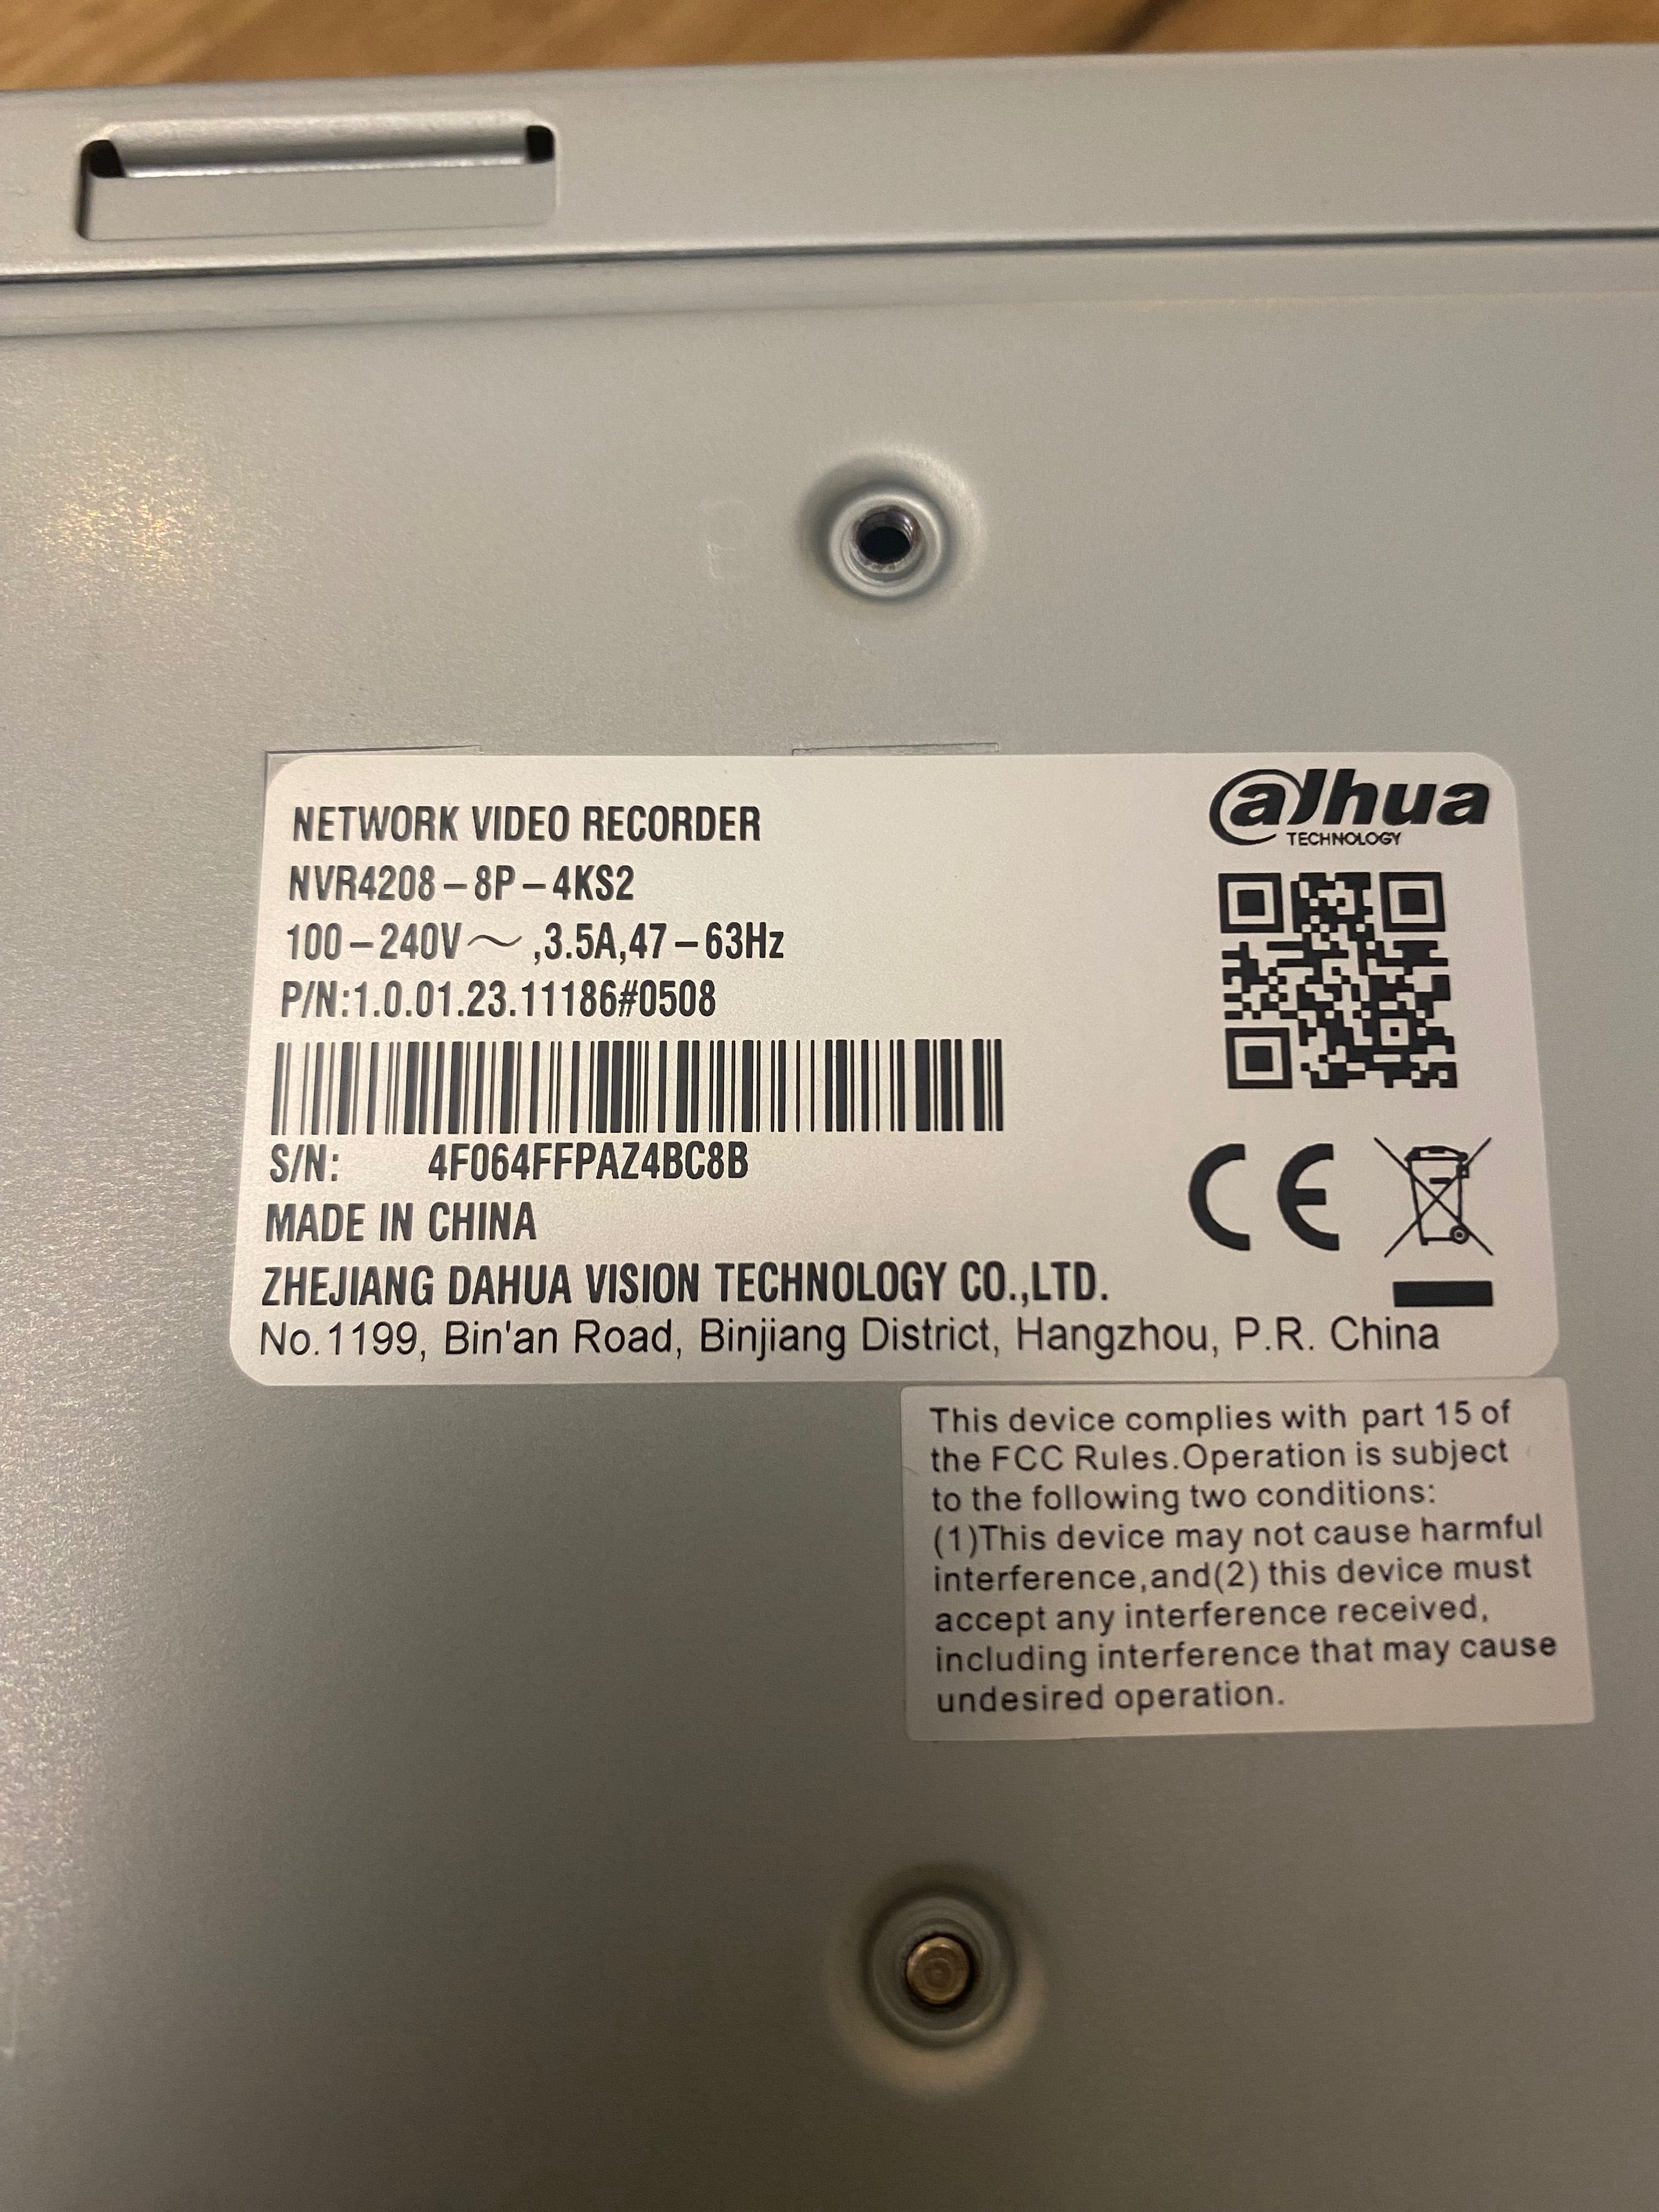 NETWORK VIDEO RECORDER
NVR4208-8P-4KS2
100-240V~ ,3.5A,47-63Hz
P/N:1.0.01.23.11186#0508
S/N: 4F064FFPAZ4BC8B
MADE IN CHINA
ZHEJIANG DAHUA VISION TECHNOLOGY CO.,LTD.
No.1199, Bin'an Road, Binjiang District, Hangzhou, P.R. China
alhua
TECHNOLOGY
CE
This device complies with part 15 of
the FCC Rules.Operation is subject
to the following two conditions:
(1)This device may not cause harmful
interference,and(2) this device must
accept any interference received,
including interference that may cause
undesired operation.